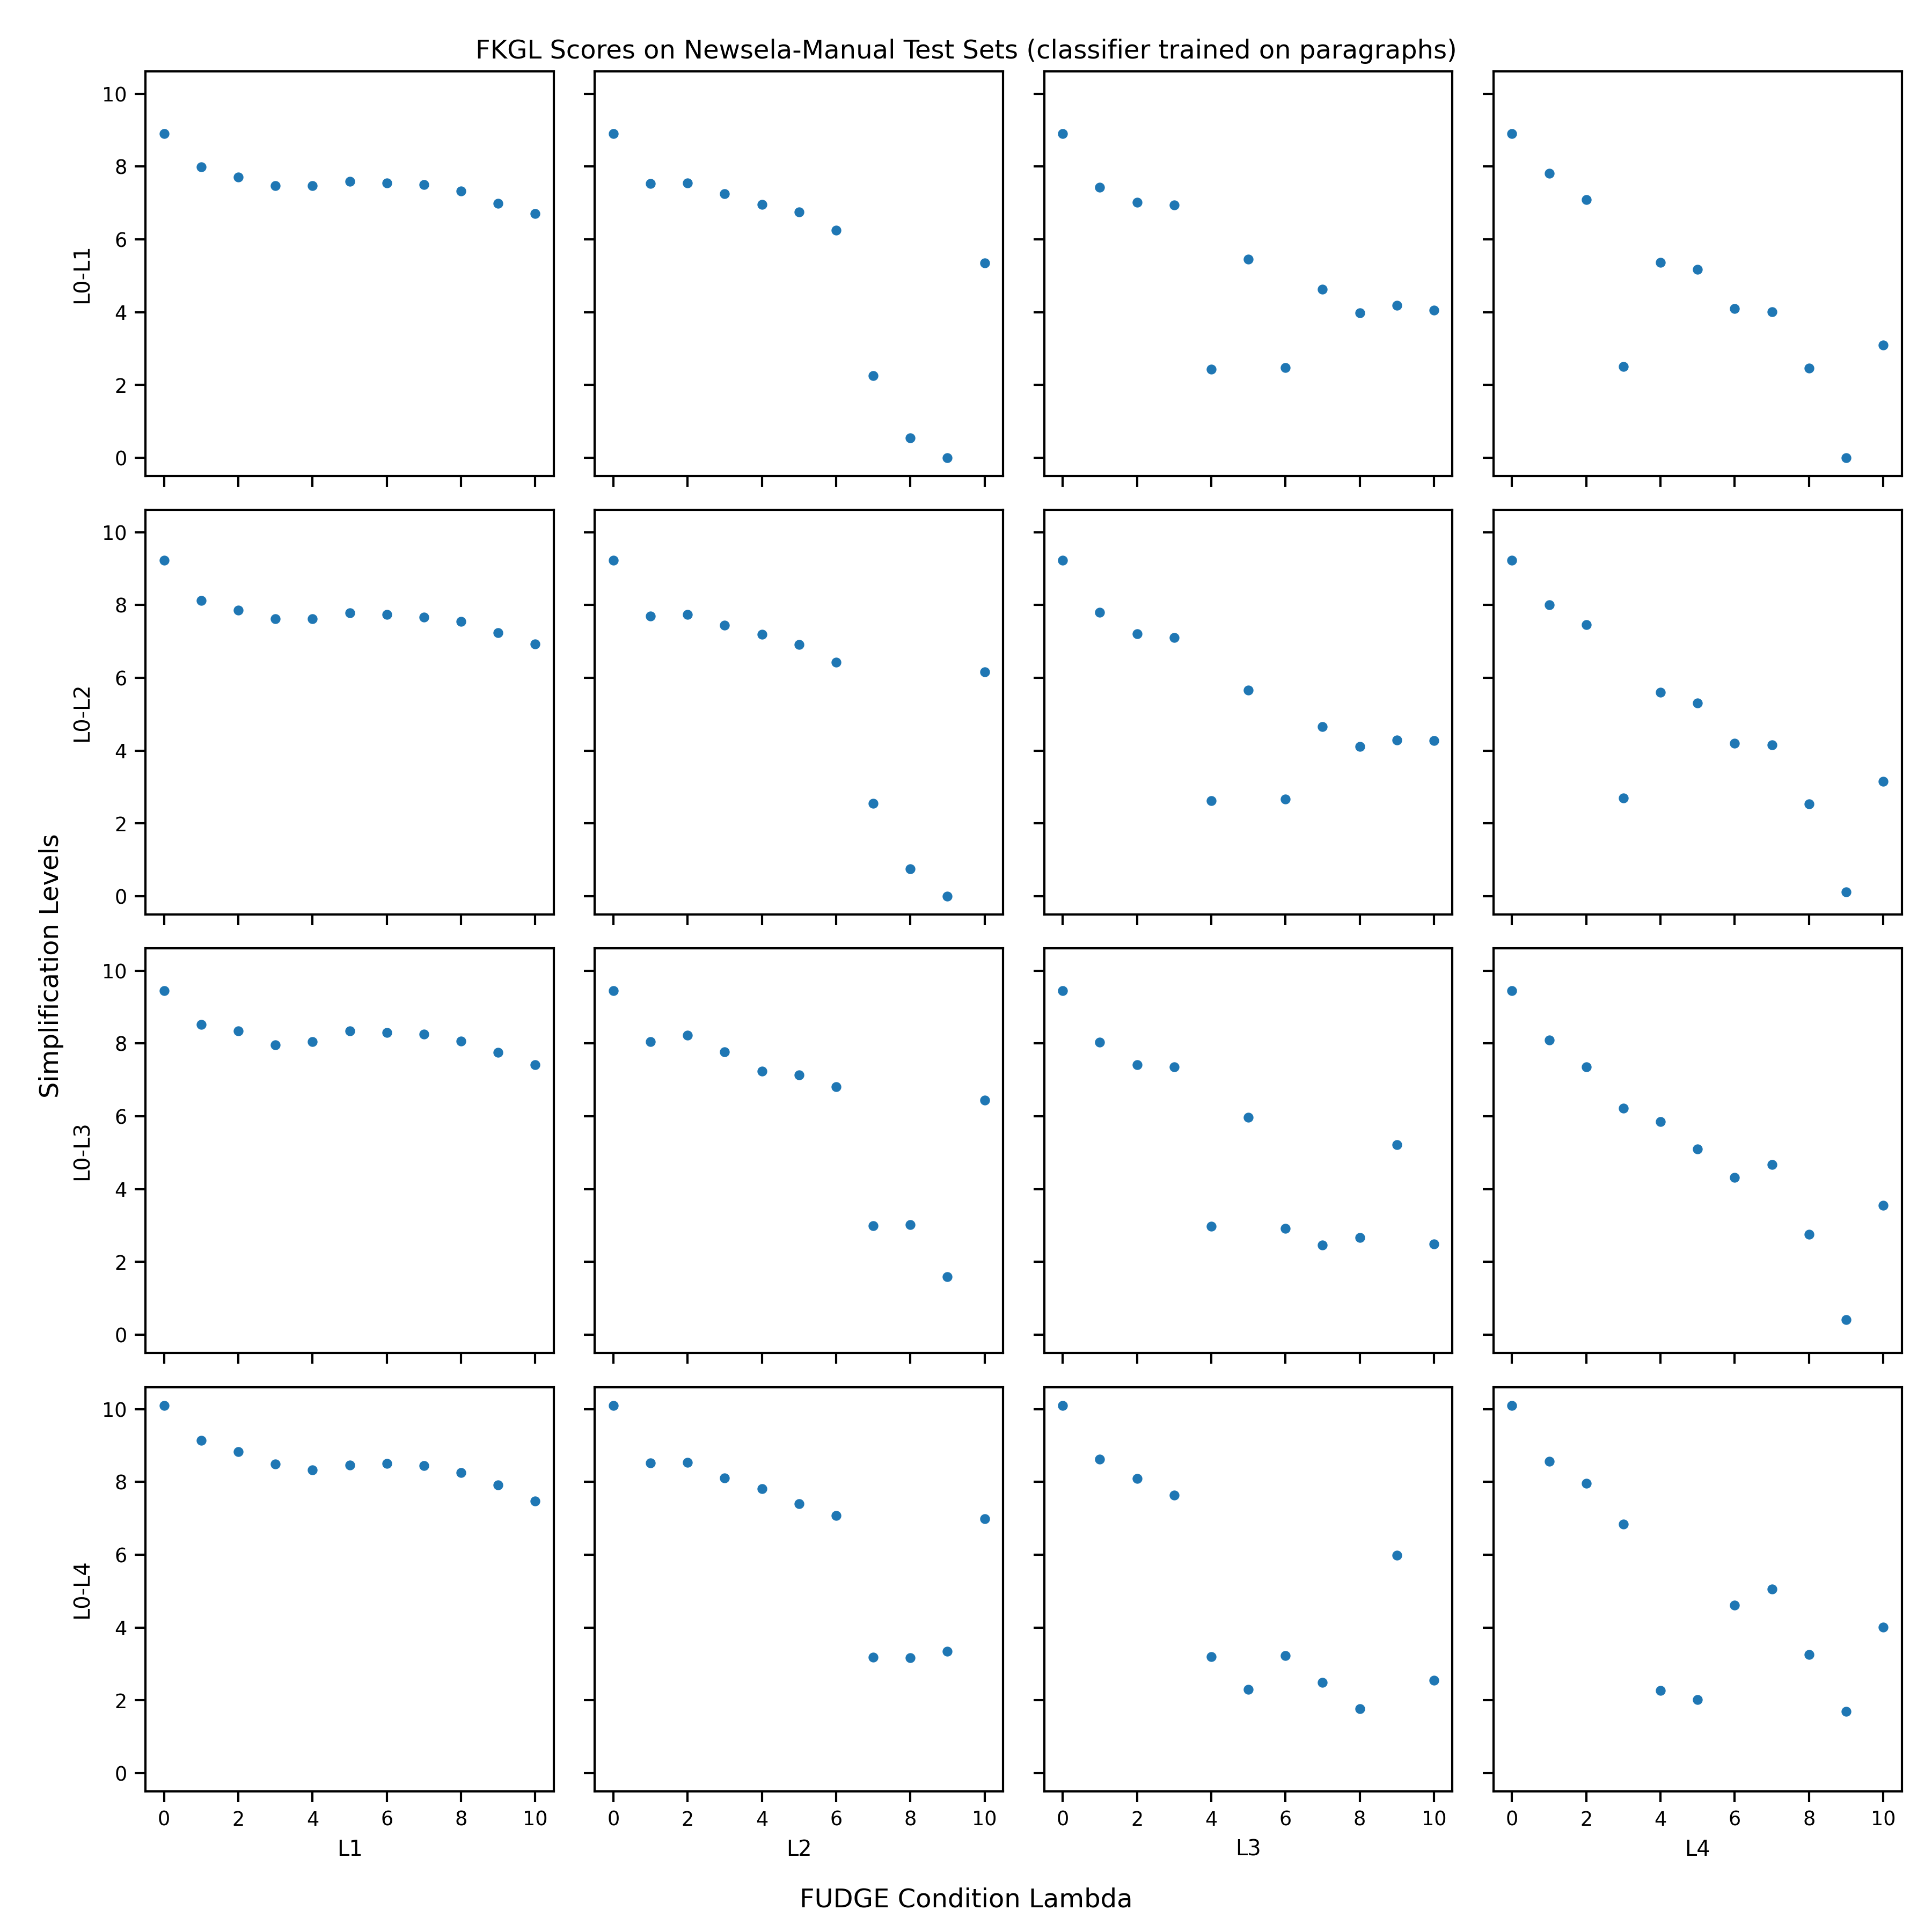 FKGL Scores on Newsela-Manual Test Sets (classifier trained on paragraphs)
10
8
6
4
2
0
L0-L1
10
8
6
4
2
0
L0-L2
Simplification Levels
10
8
6
4
2
0
L0-L3
10
8
6
4
2
0
L0-L4
0 2 4 6 8 10
0 2 4 6 8 10
0 2 4 6 8 10
0 2 4 6 8 10
L1 L2 L3 L4
FUDGE Condition Lambda